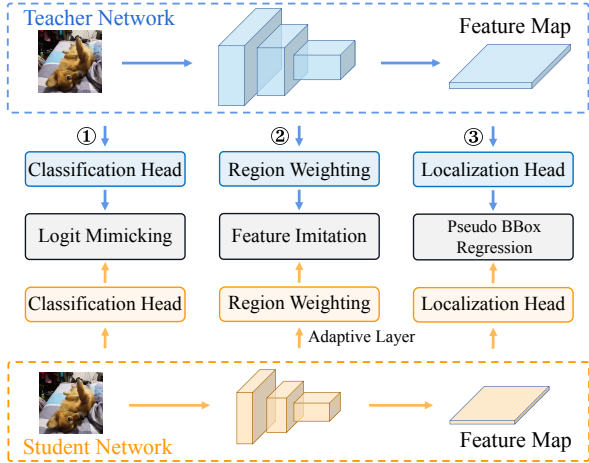 Teacher Network
Feature Map
① ② ③
Classification Head Region Weighting Localization Head
Logit Mimicking Feature Imitation Pseudo BBox
Regression
Classification Head Region Weighting Localization Head
Adaptive Layer
Student Network
Feature Map